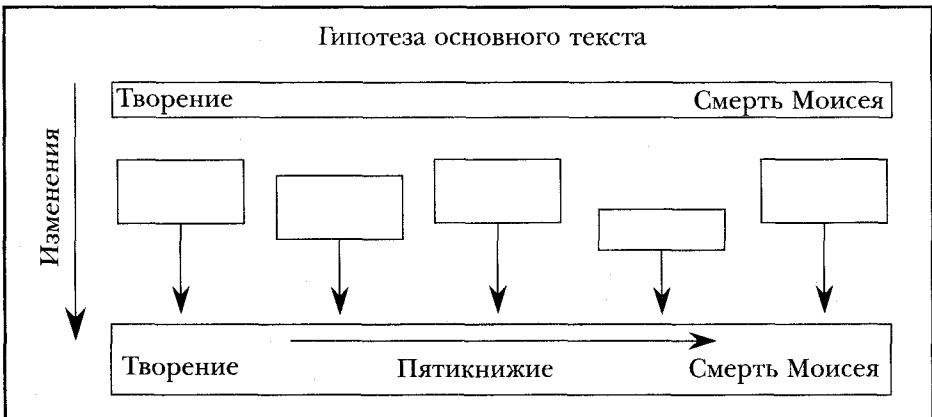 Гипотеза основного текста
Творение Смерть Моисея
Изменения
Творение Пятикнижие Смерть Моисея